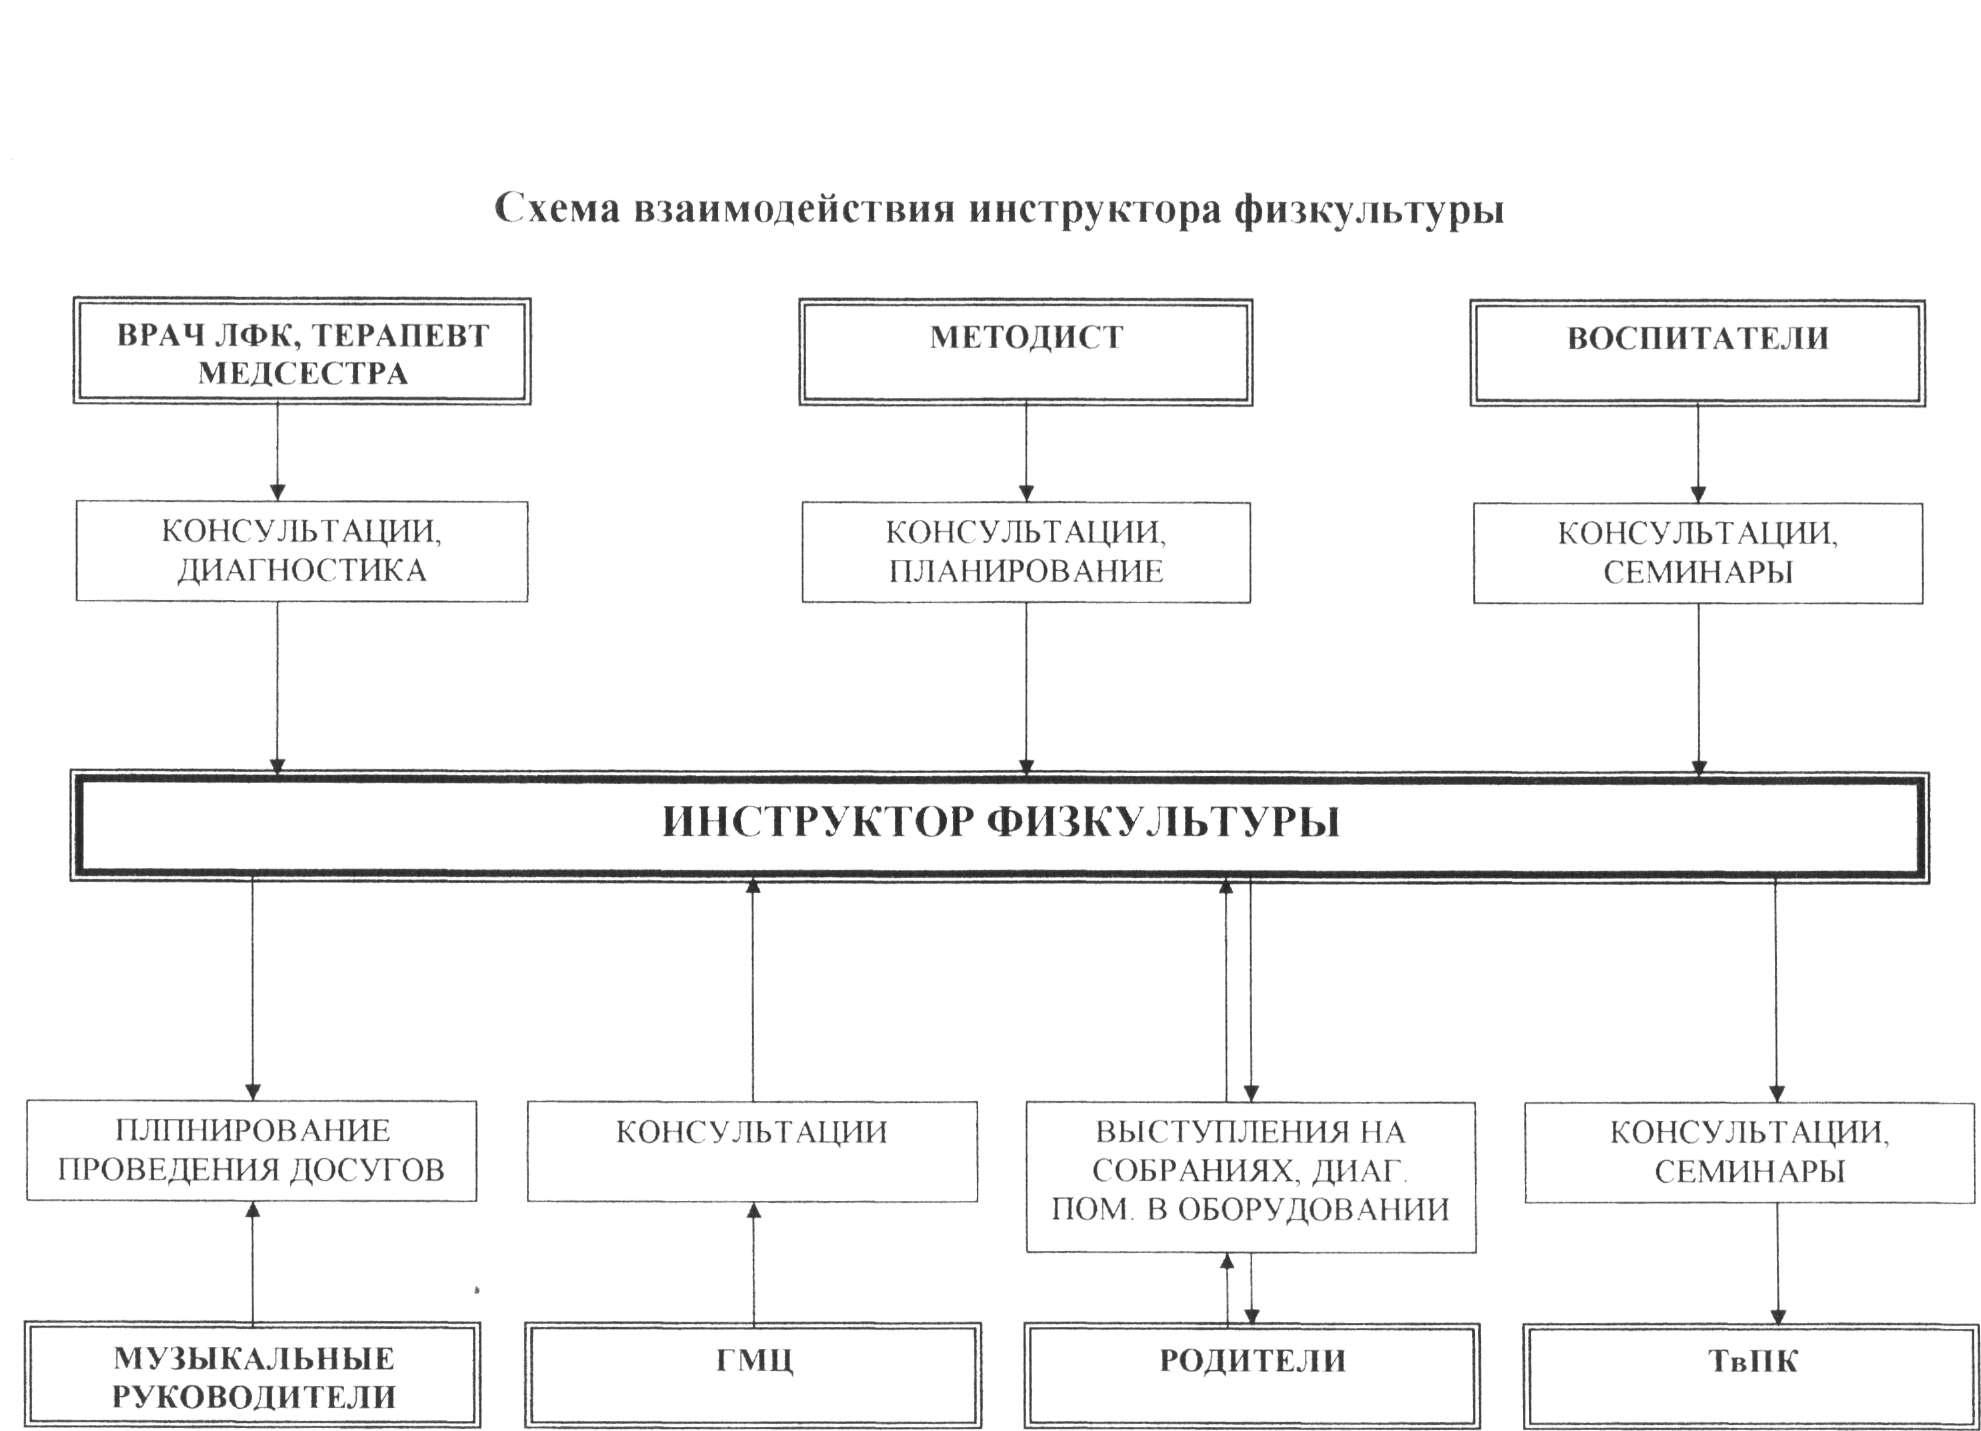 Схема взаимодействия инструктора физкультуры
ВРАЧ ЛФК, ТЕРАПЕВТ
МЕДСЕСТРА
МЕТОДИСТ
ВОСПИТАТЕЛИ
КОНСУЛЬТАЦИИ,
ДИАГНОСТИКА
КОНСУЛЬТАЦИИ,
ПЛАНИРОВАНИЕ
КОНСУЛЬТАЦИИ,
СЕМИНАРЫ
ИНСТРУКТОР ФИЗКУЛЬТУРЫ
ПЛПНИРОВАНИЕ
ПРОВЕДЕНИЯ ДОСУГОВ
КОНСУЛЬТАЦИИ
ВЫСТУПЛЕНИЯ НА
СОБРАНИЯХ, ДИАГ.
ПОМ. В ОБОРУДОВАНИИ
КОНСУЛЬТАЦИИ,
СЕМИНАРЫ
МУЗЫКАЛЬНЫЕ
РУКОВОДИТЕЛИ
ГМЦ
РОДИТЕЛИ
ТвПК